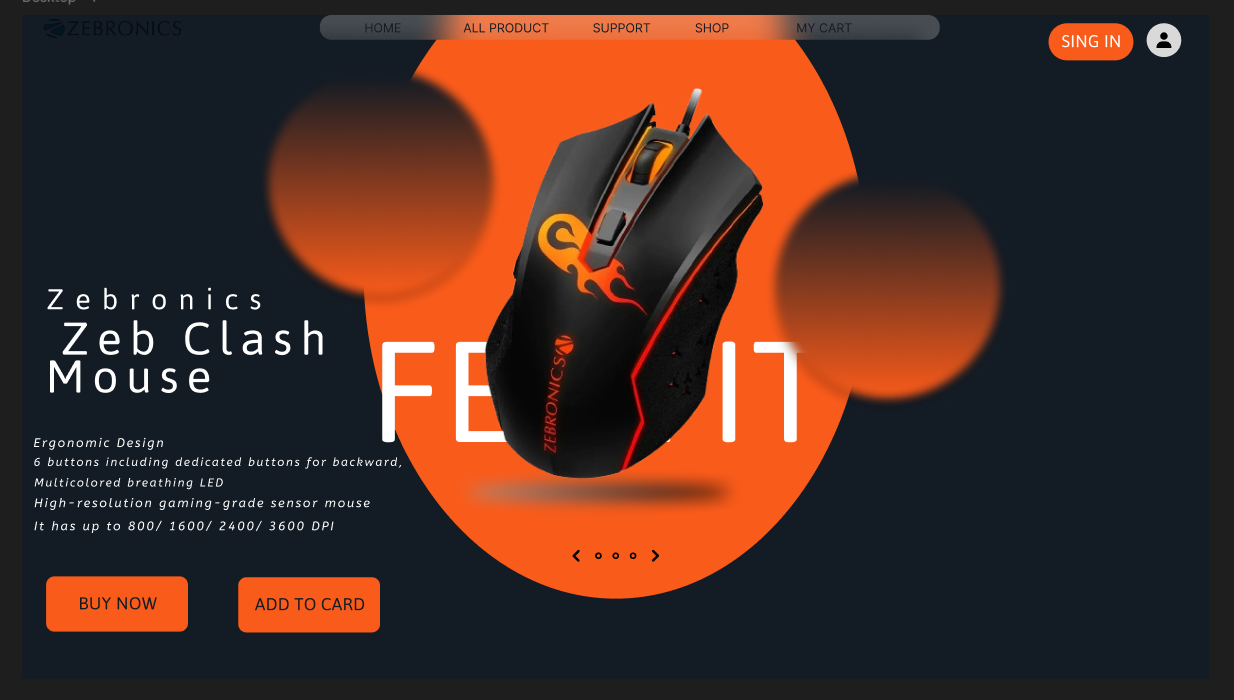 Desktop
ZEBRONICS
HOME ALL PRODUCT SUPPORT SHOP MY CART
SING IN
Zebronics
Zeb Clash
Mouse
FE IT
ZEBRONICS
Ergonomic Design
6 buttons including dedicated buttons for backward,
Multicolored breathing LED
High-resolution gaming-grade sensor mouse
It has up to 800/ 1600/ 2400/ 3600 DPI
BUY NOW
ADD TO CARD